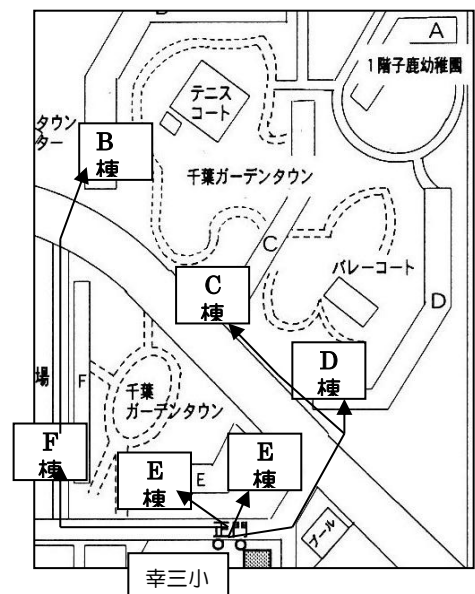 A
1階子鹿幼稚園
テニス
コート
タウン
ター
B
棟
千葉ガーデンタウン
C
バレーコート
C
棟
D
D
棟
場
F
千葉
ガーデンタウン
F
棟
E
棟
E
E
棟
正門
プール
幸三小